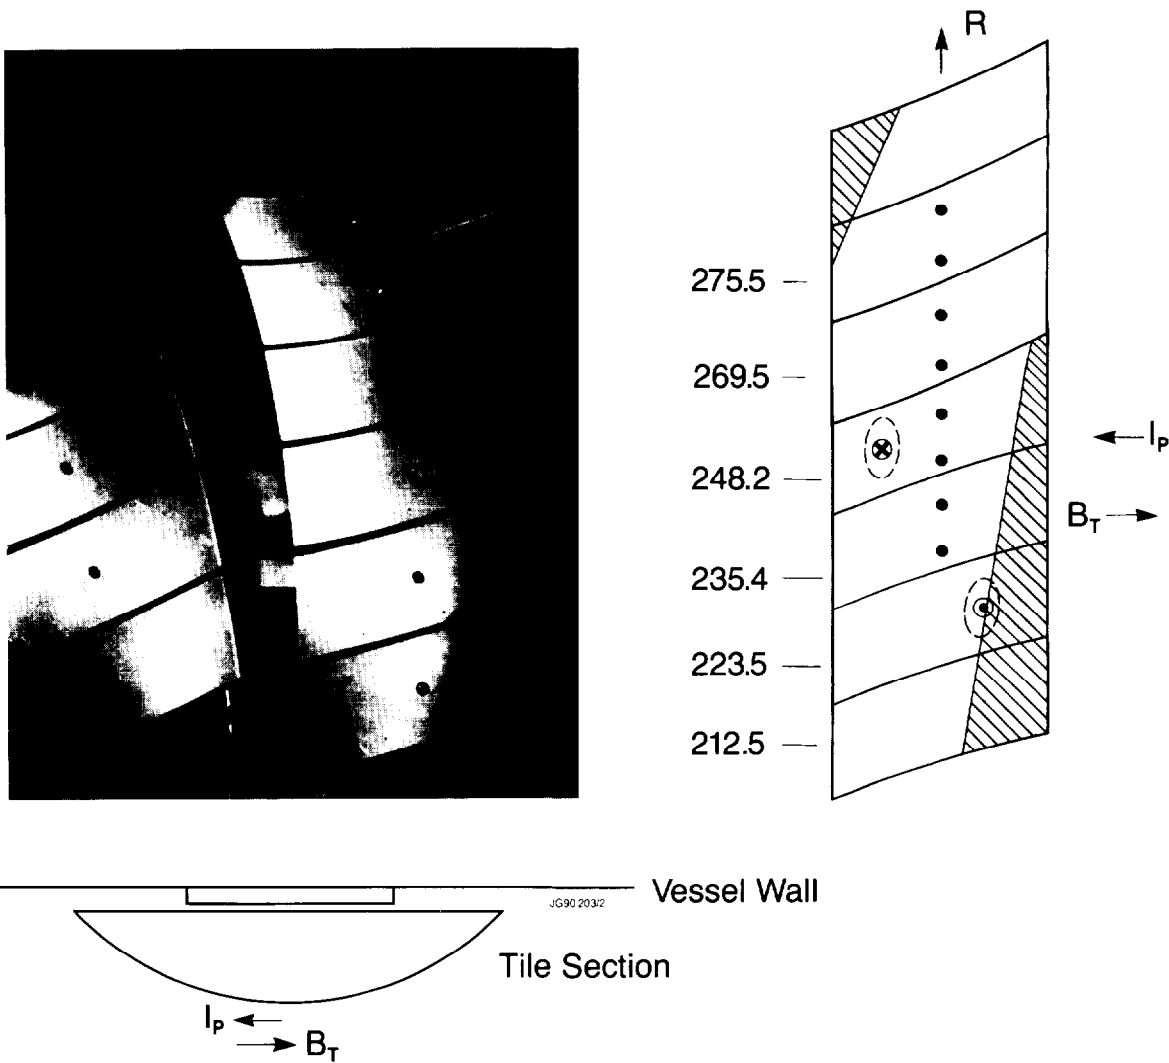 R
275.5
269.5
I_P
248.2
B_T
235.4
223.5
212.5
Vessel Wall
JG90 203/2
Tile Section
I_P
B_T